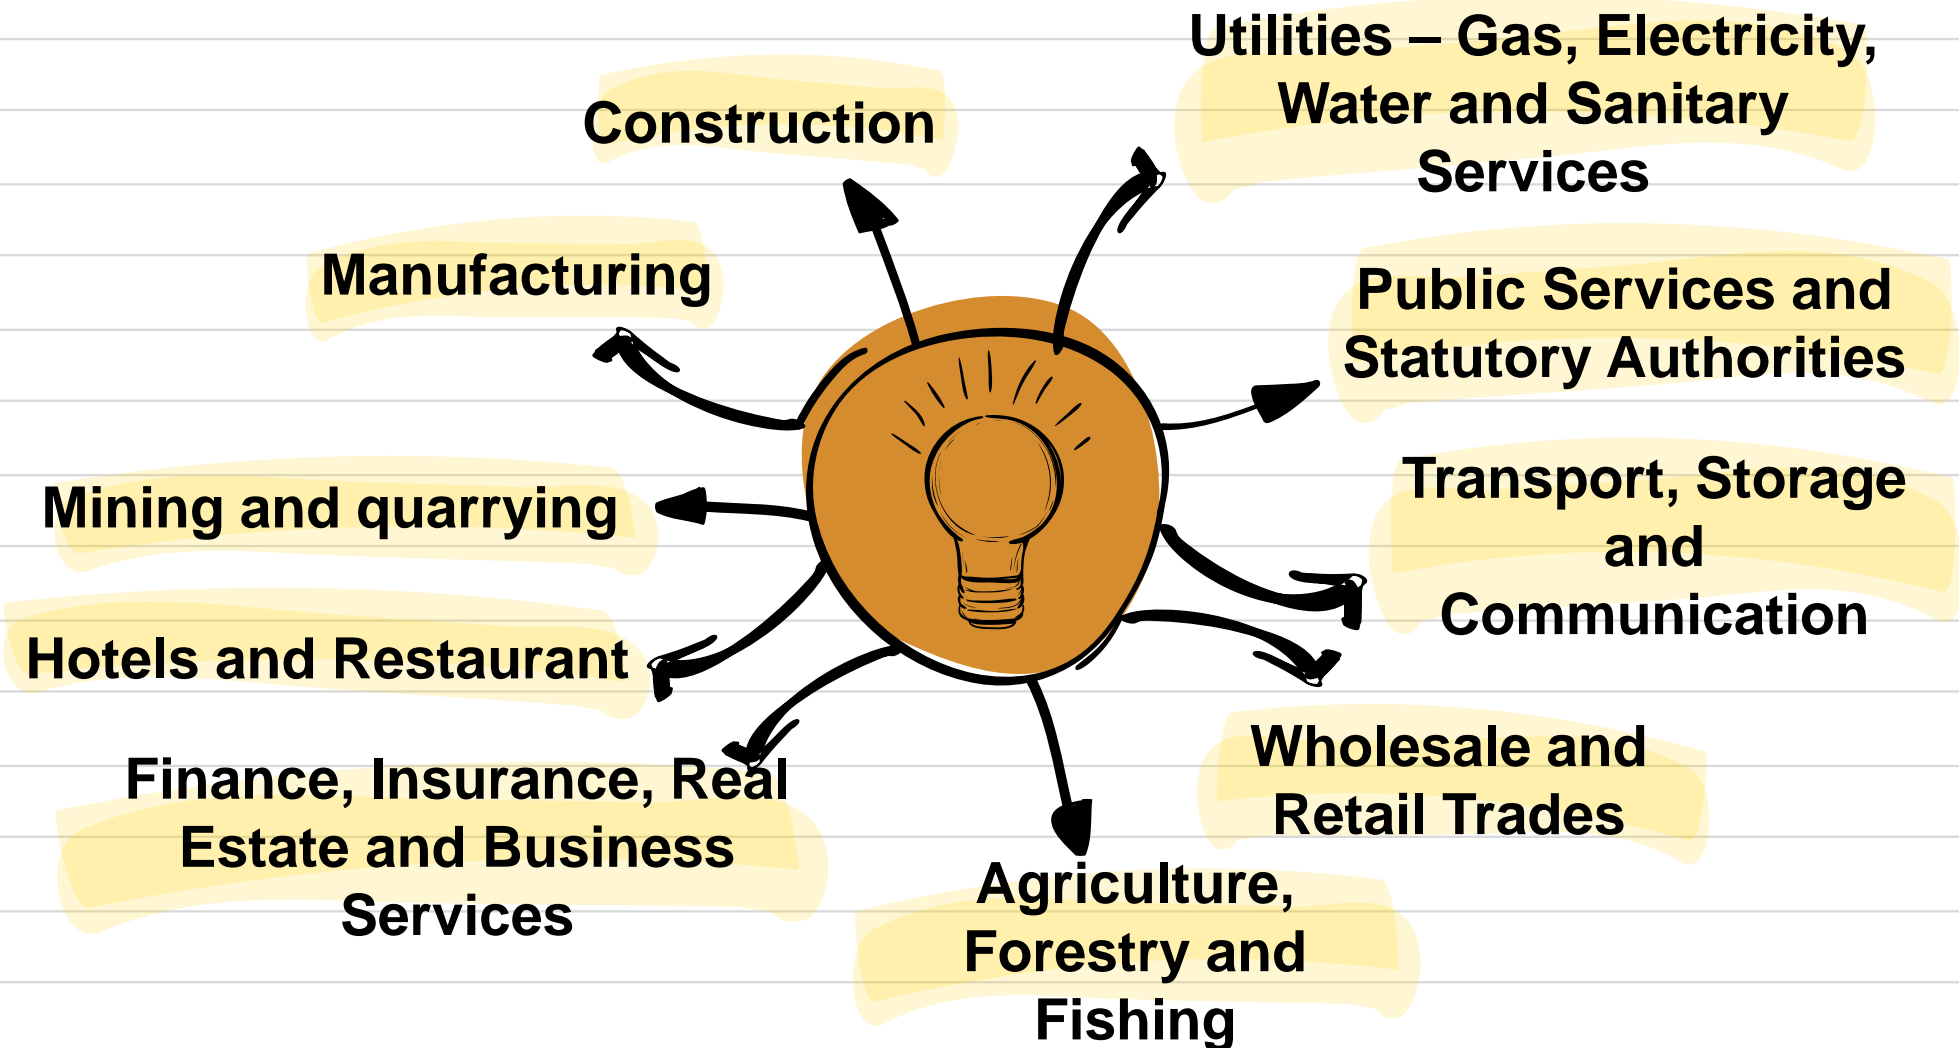 Utilities – Gas, Electricity,
Water and Sanitary
Services
Construction
Manufacturing
Public Services and
Statutory Authorities
Mining and quarrying
Transport, Storage
and
Communication
Hotels and Restaurant
Wholesale and
Retail Trades
Finance, Insurance, Real
Estate and Business
Services
Agriculture,
Forestry and
Fishing